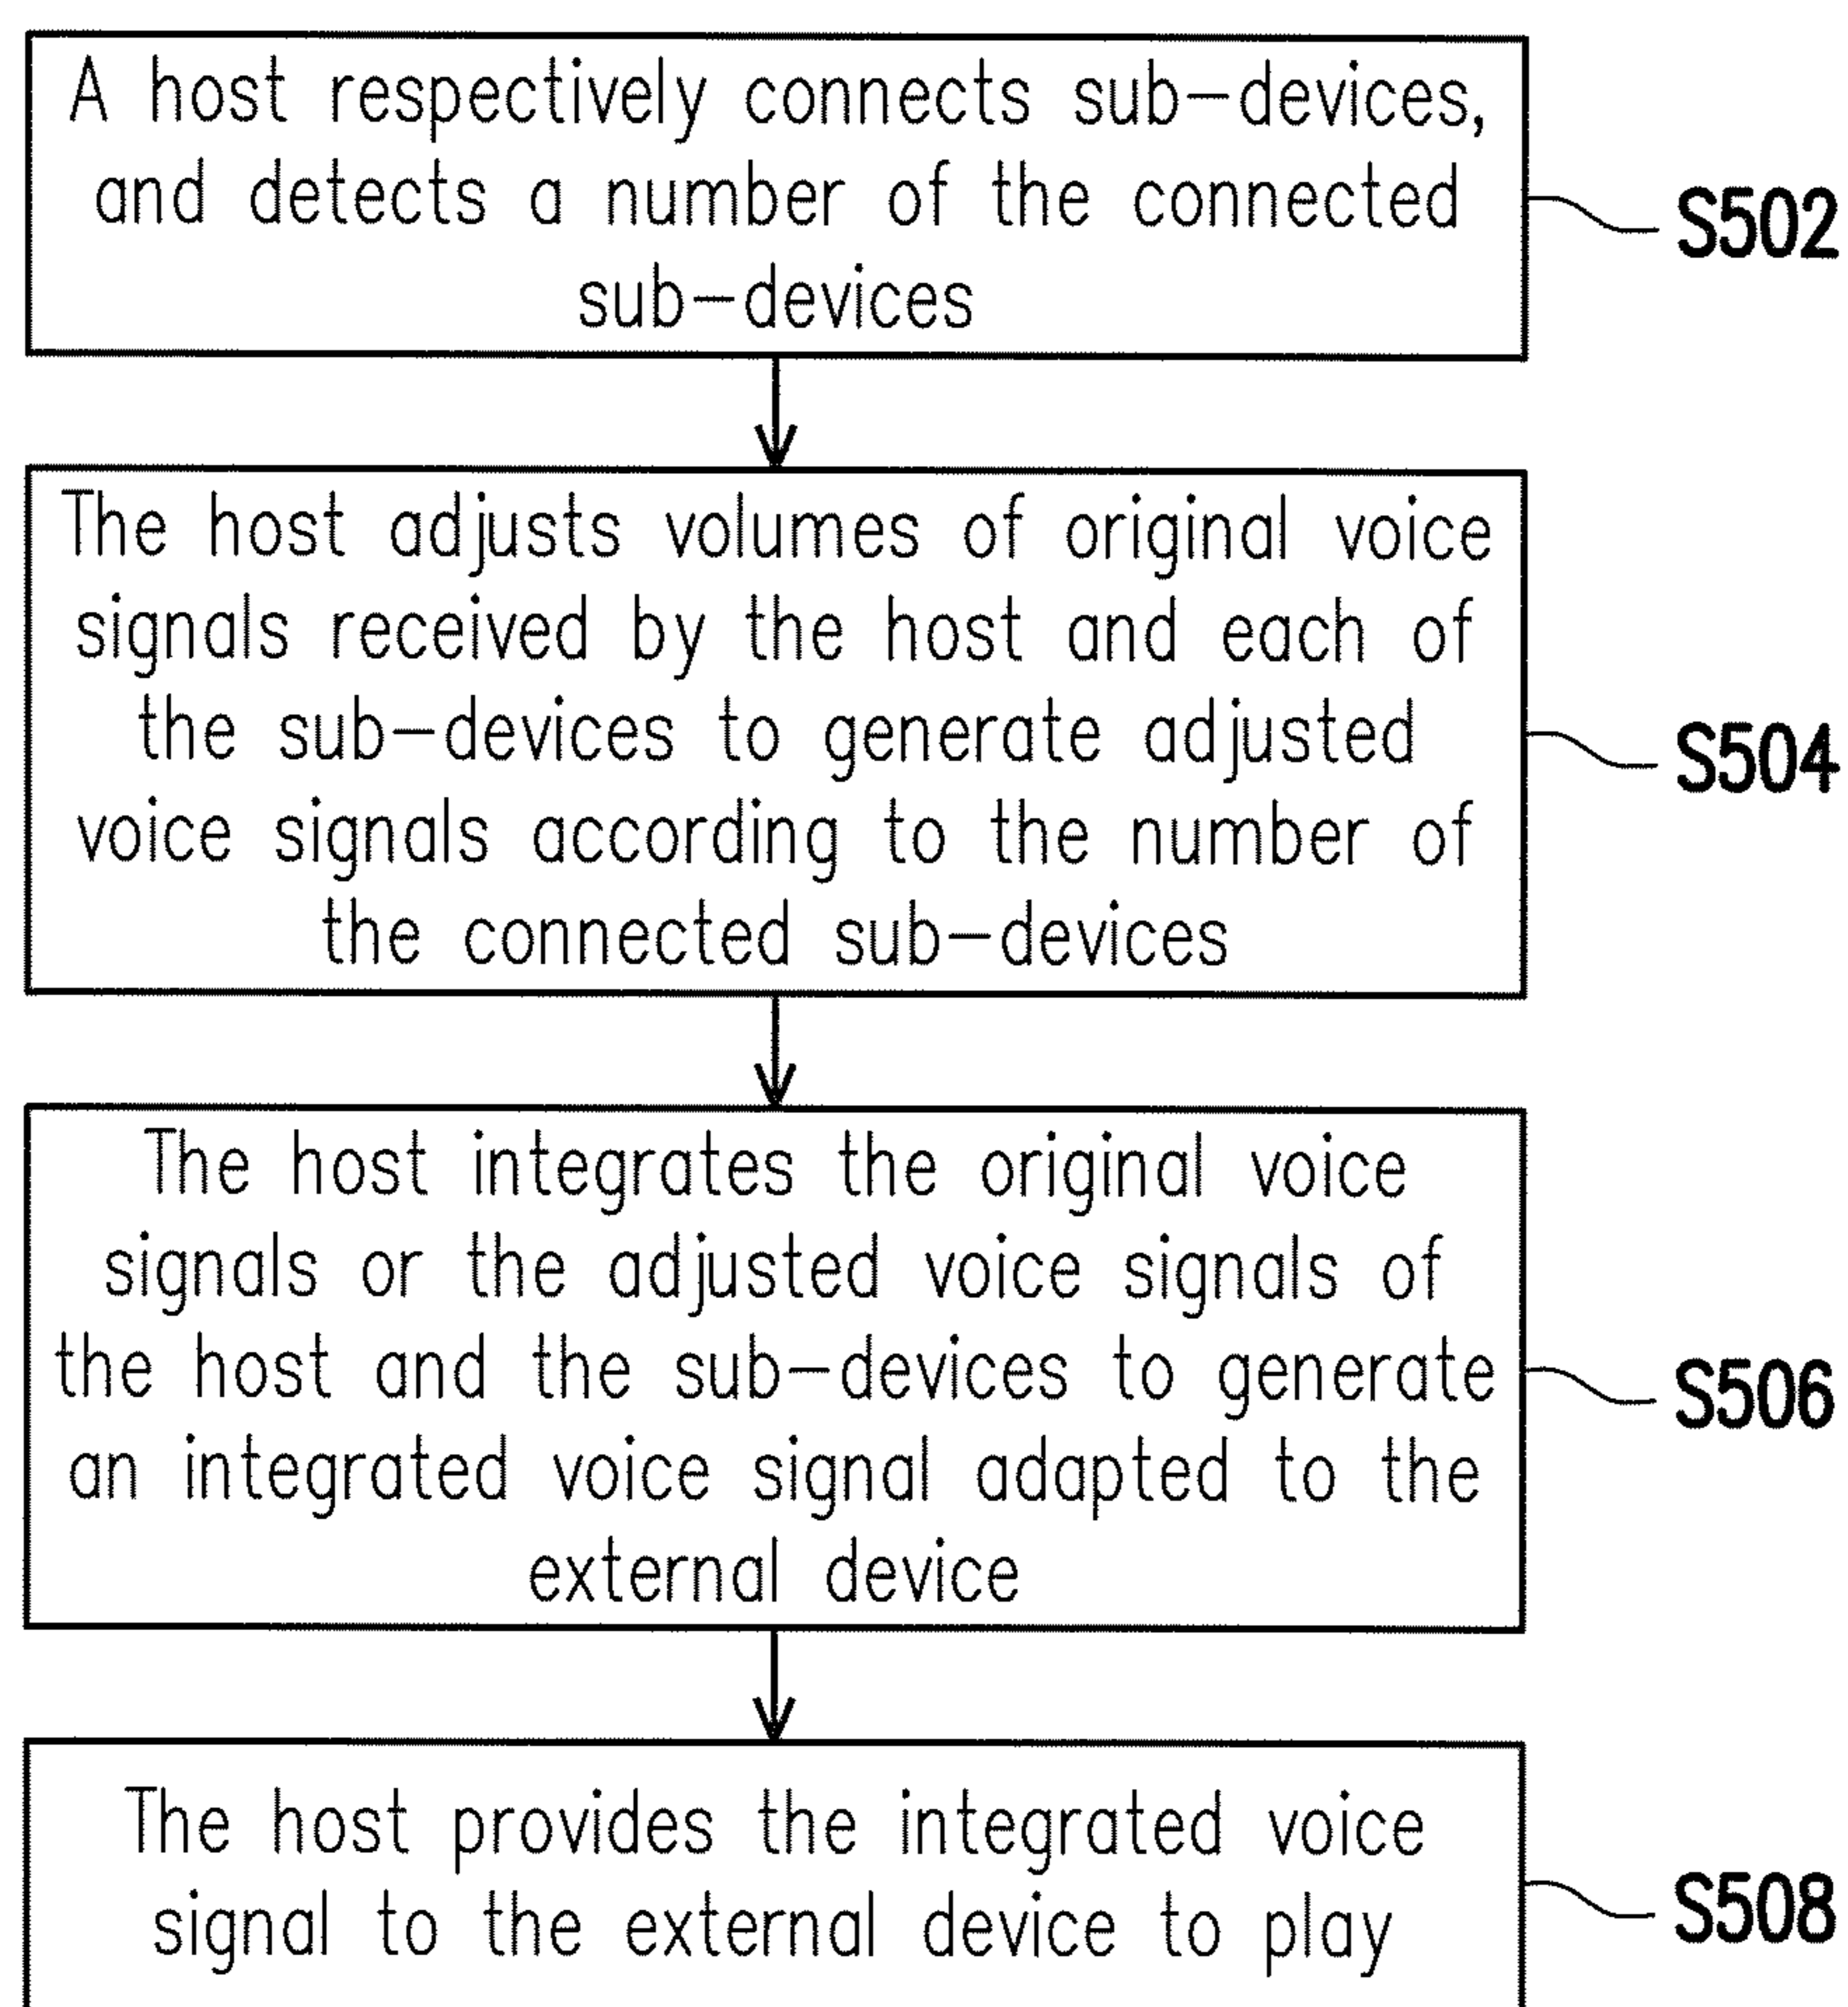 A host respectively connects sub-devices,
and detects a number of the connected
sub-devices
S502
The host adjusts volumes of original voice
signals received by the host and each of
the sub-devices to generate adjusted
voice signals according to the number of
the connected sub-devices
S504
The host integrates the original voice
signals or the adjusted voice signals of
the host and the sub-devices to generate
an integrated voice signal adapted to the
external device
S506
The host provides the integrated voice
signal to the external device to play
S508